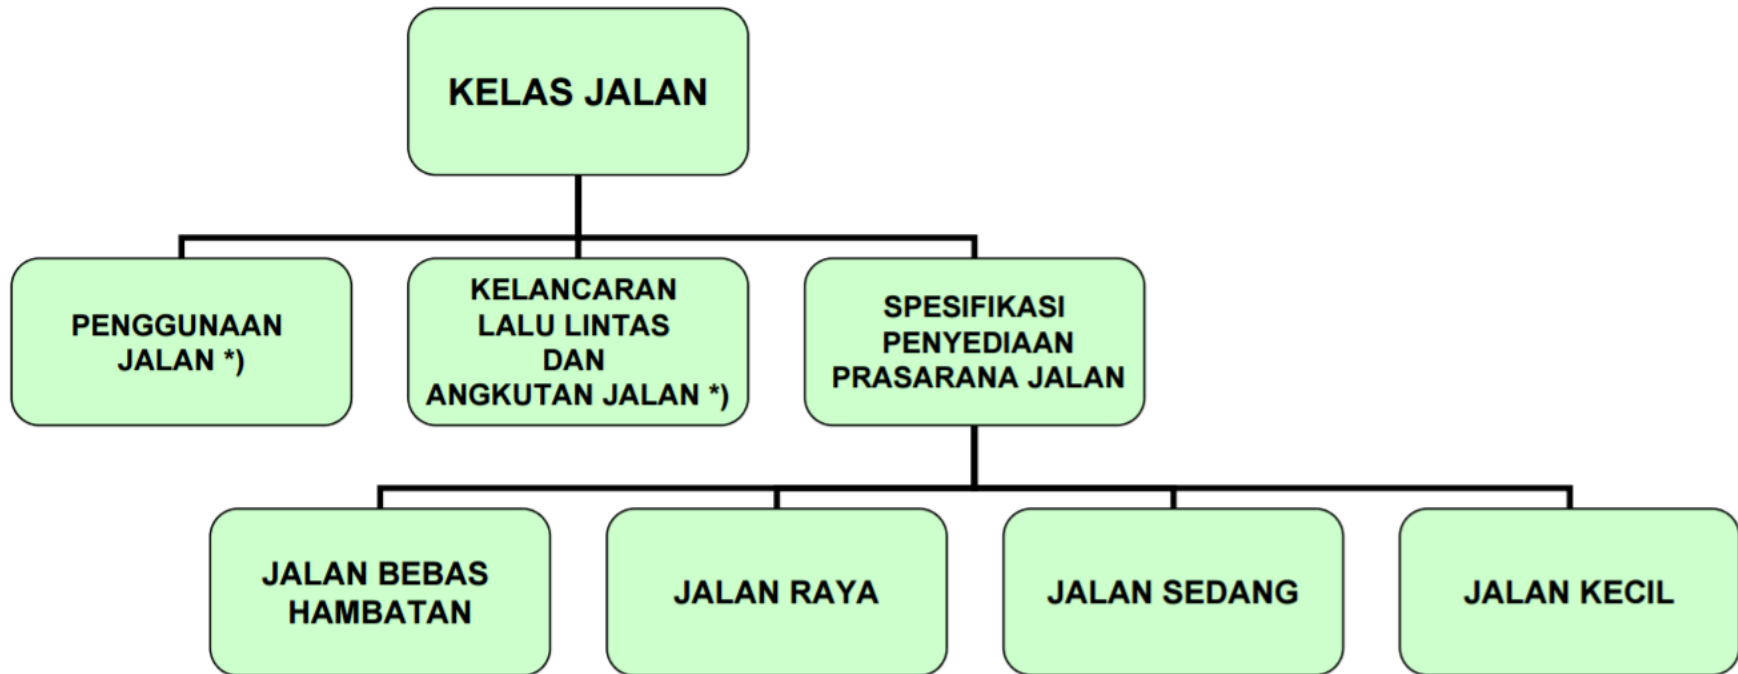 KELAS JALAN
PENGGUNAAN
JALAN *)
KELANCARAN
LALU LINTAS
DAN
ANGKUTAN JALAN *)
SPESIFIKASI
PENYEDIAAN
PRASARANA JALAN
JALAN BEBAS
HAMBATAN
JALAN RAYA
JALAN SEDANG
JALAN KECIL